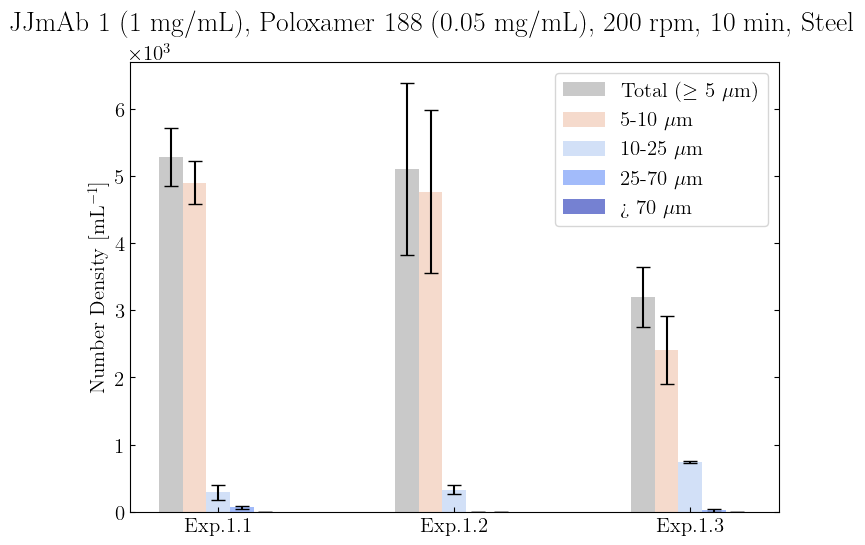 JJmAb 1 (1 mg/mL), Poloxamer 188 (0.05 mg/mL), 200 rpm, 10 min, Steel
×10³
Total (≥ 5 μm)
5-10 μm
10-25 μm
25-70 μm
¿ 70 μm
Number Density [mL⁻¹]
6
5
4
3
2
1
0
Exp.1.1 Exp.1.2 Exp.1.3